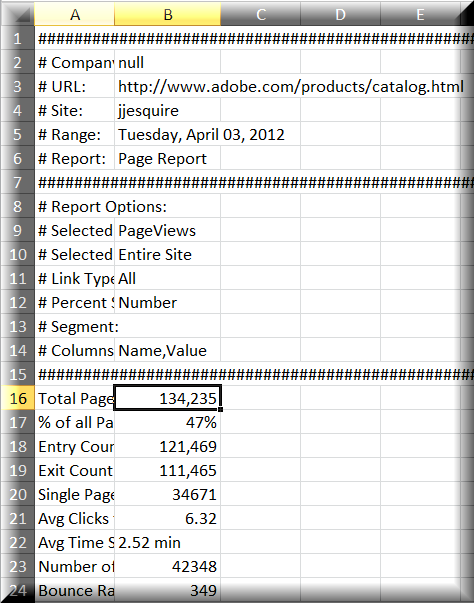 A B C D E
1 ################################################
2 # Company null
3 # URL: http://www.adobe.com/products/catalog.html
4 # Site: jjesquire
5 # Range: Tuesday, April 03, 2012
6 # Report: Page Report
7 ################################################
8 # Report Options:
9 # Selected PageViews
10 # Selected Entire Site
11 # Link Type All
12 # Percent S Number
13 # Segment:
14 # Columns Name,Value
15 ################################################
16 Total Page 134,235
17 % of all Pa 47%
18 Entry Coun 121,469
19 Exit Count 111,465
20 Single Page 34671
21 Avg Clicks 6.32
22 Avg Time S 2.52 min
23 Number of 42348
24 Bounce Ra 349